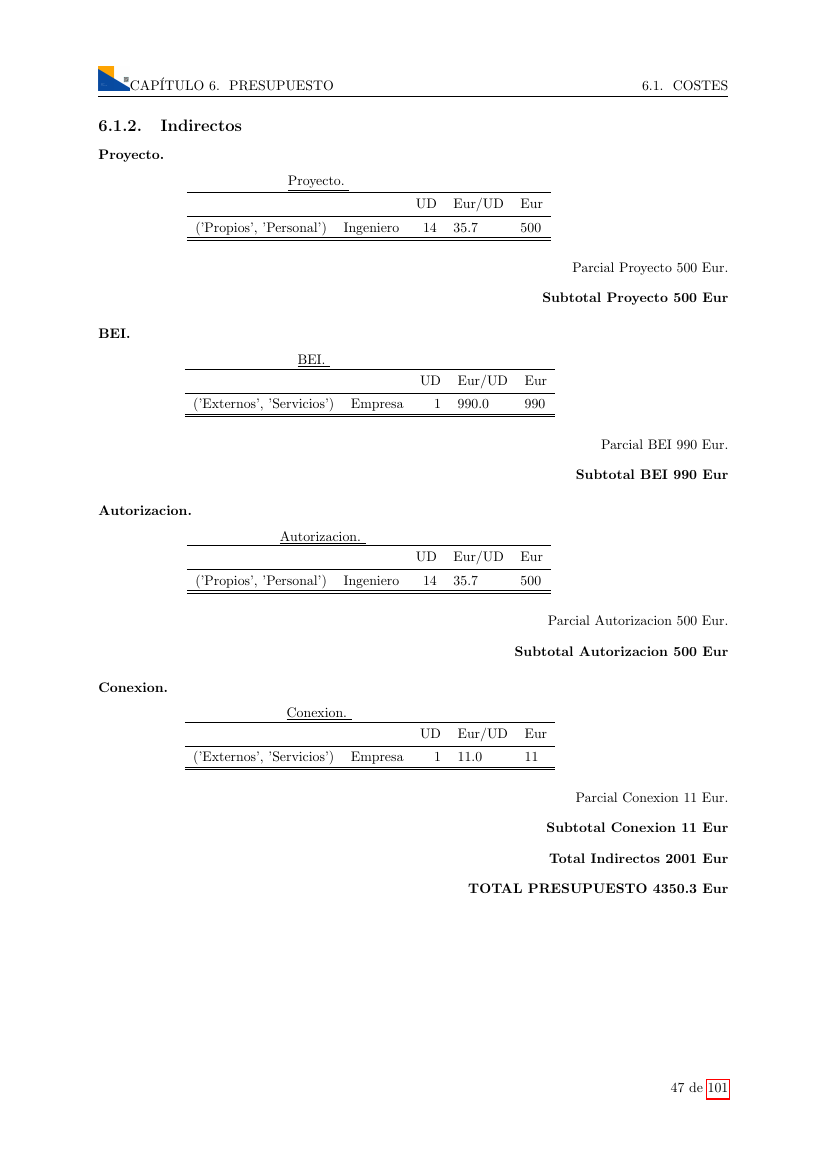 CAPÍTULO 6. PRESUPUESTO 6.1. COSTES
6.1.2. Indirectos
Proyecto.
Proyecto.
UD Eur/UD Eur
('Propios', 'Personal') Ingeniero 14 35.7 500
Parcial Proyecto 500 Eur.
Subtotal Proyecto 500 Eur
BEI.
BEI.
UD Eur/UD Eur
('Externos', 'Servicios') Empresa 1 990.0 990
Parcial BEI 990 Eur.
Subtotal BEI 990 Eur
Autorizacion.
Autorizacion.
UD Eur/UD Eur
('Propios', 'Personal') Ingeniero 14 35.7 500
Parcial Autorizacion 500 Eur.
Subtotal Autorizacion 500 Eur
Conexion.
Conexion.
UD Eur/UD Eur
('Externos', 'Servicios') Empresa 1 11.0 11
Parcial Conexion 11 Eur.
Subtotal Conexion 11 Eur
Total Indirectos 2001 Eur
TOTAL PRESUPUESTO 4350.3 Eur
47 de 101